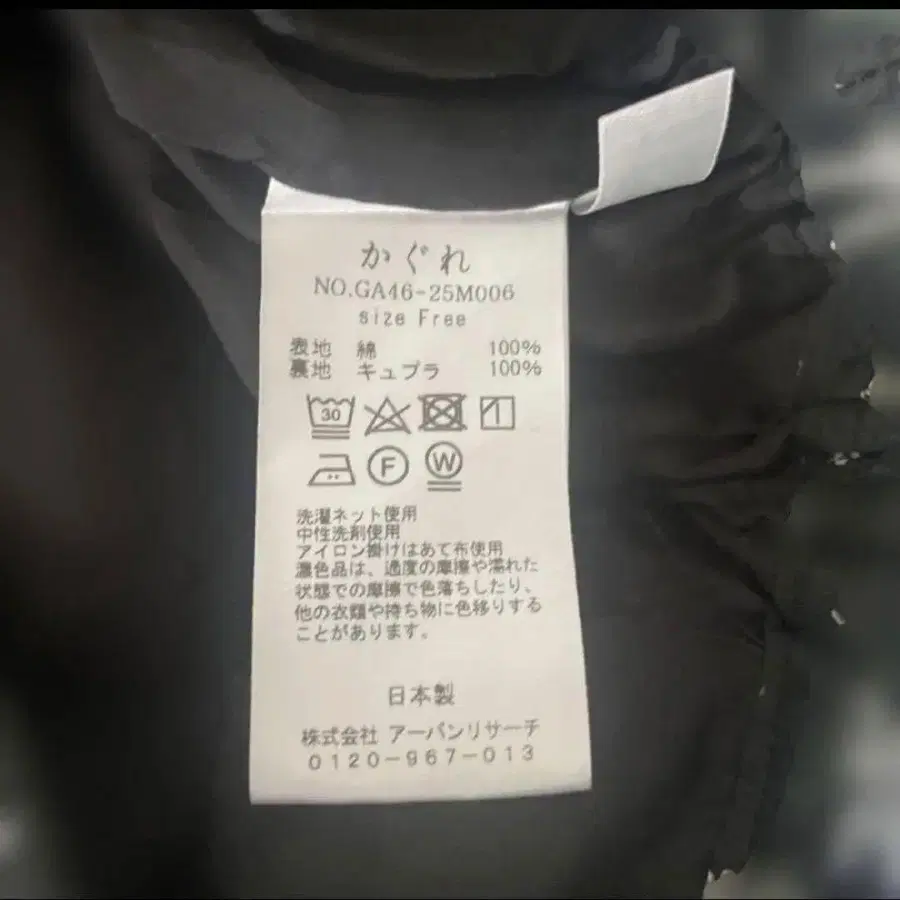 かぐれ
NO.GA46-25M006
size Free
表地 綿 100%
裏地 キュプラ 100%
30
F W
洗濯ネット使用
中性洗剤使用
アイロン掛けはあて布使用
濃色品は、過度の摩擦や濡れた
状態での摩擦で色落ちしたり、
他の衣類や持ち物に色移りする
ことがあります。
日本製
株式会社 アーバンリサーチ
0120-967-013